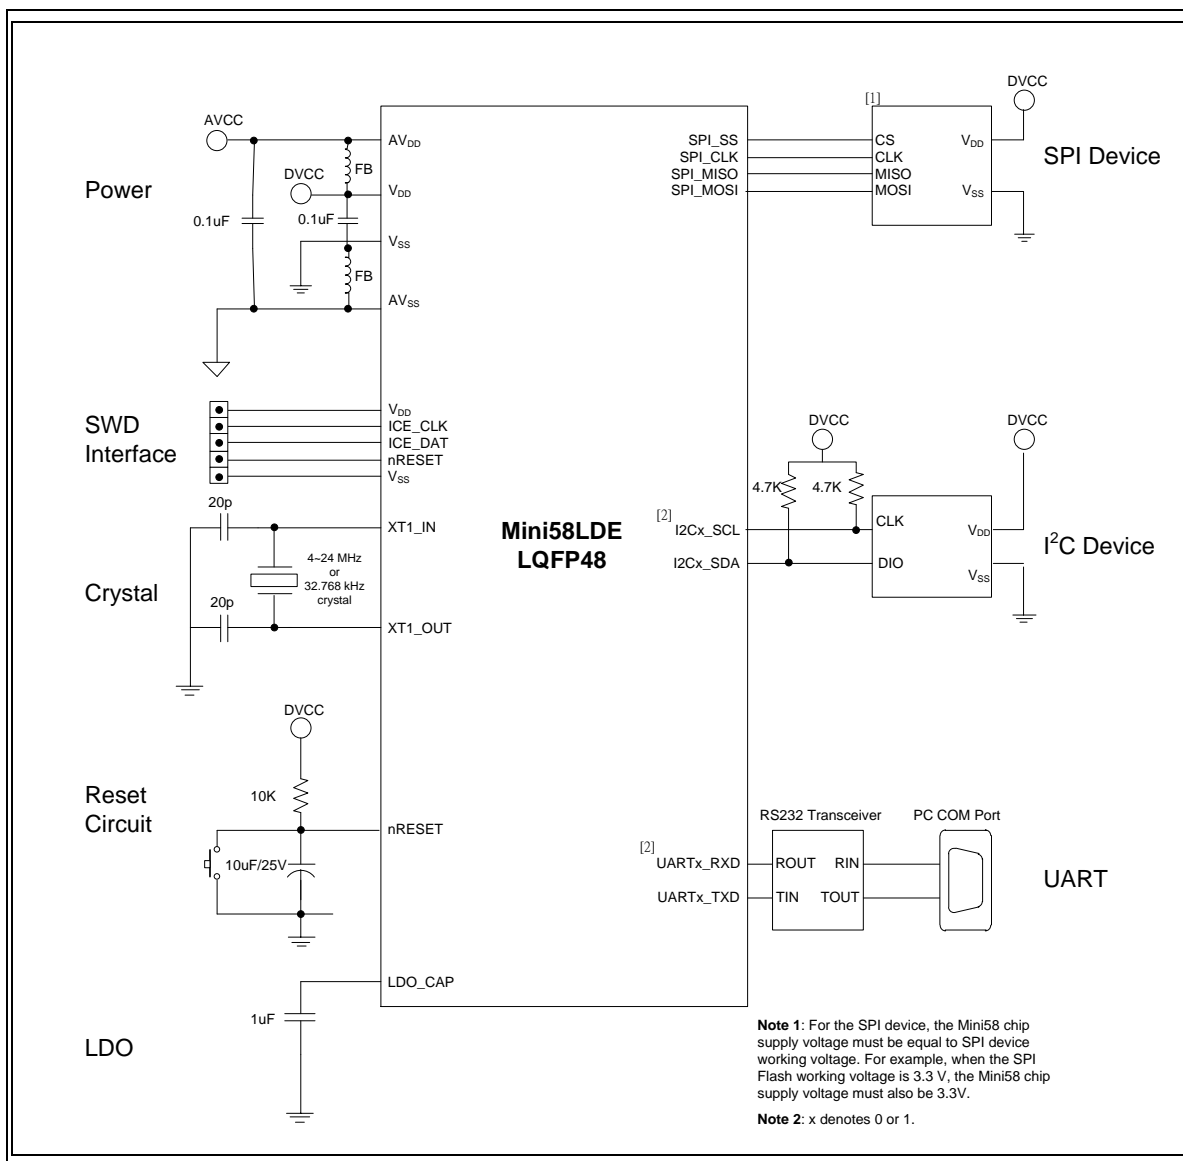 Power
AVCC
DVCC
FB
0.1uF
0.1uF
FB
AVDD
VDD
VSS
AVSS
SWD
Interface
VDD
ICE_CLK
ICE_DAT
nRESET
VSS
Crystal
20p
20p
4~24 MHz
or
32.768 kHz
crystal
XT1_IN
XT1_OUT
Reset
Circuit
DVCC
10K
10uF/25V
nRESET
LDO
1uF
LDO_CAP
Mini58LDE
LQFP48
SPI_SS
SPI_CLK
SPI_MISO
SPI_MOSI
[1]
CS
CLK
MISO
MOSI
VDD
VSS
DVCC
SPI Device
[2]
I2Cx_SCL
I2Cx_SDA
DVCC
4.7K
4.7K
CLK
DIO
VDD
VSS
DVCC
I²C Device
[2]
UARTx_RXD
UARTx_TXD
RS232 Transceiver
ROUT
RIN
TIN
TOUT
PC COM Port
UART
Note 1: For the SPI device, the Mini58 chip
supply voltage must be equal to SPI device
working voltage. For example, when the SPI
Flash working voltage is 3.3 V, the Mini58 chip
supply voltage must also be 3.3V.
Note 2: x denotes 0 or 1.